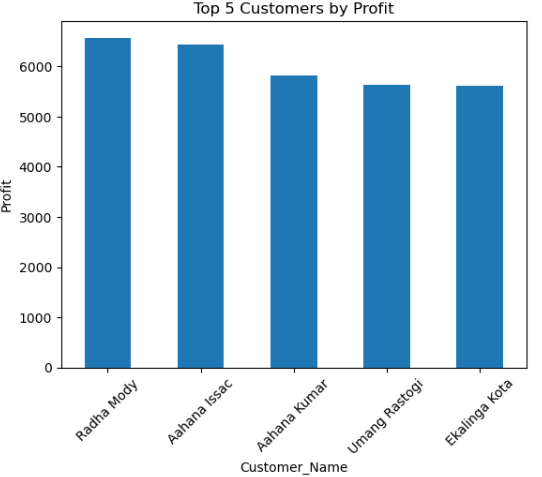 Top 5 Customers by Profit
Profit
6000
5000
4000
3000
2000
1000
0
Radha Mody
Aahana Issac
Aahana Kumar
Umang Rastogi
Ekalinga Kota
Customer_Name